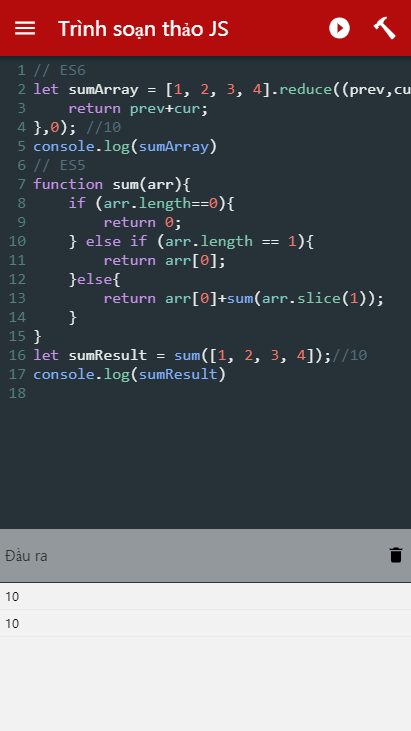 Trình soạn thảo JS
1 // ES6
2 let sumArray = [1, 2, 3, 4].reduce((prev,cu
3     return prev+cur;
4 },0); //10
5 console.log(sumArray)
6 // ES5
7 function sum(arr){
8     if (arr.length==0){
9         return 0;
10     } else if (arr.length == 1){
11         return arr[0];
12     }else{
13         return arr[0]+sum(arr.slice(1));
14     }
15 }
16 let sumResult = sum([1, 2, 3, 4]);//10
17 console.log(sumResult)
18
Đầu ra
10
10